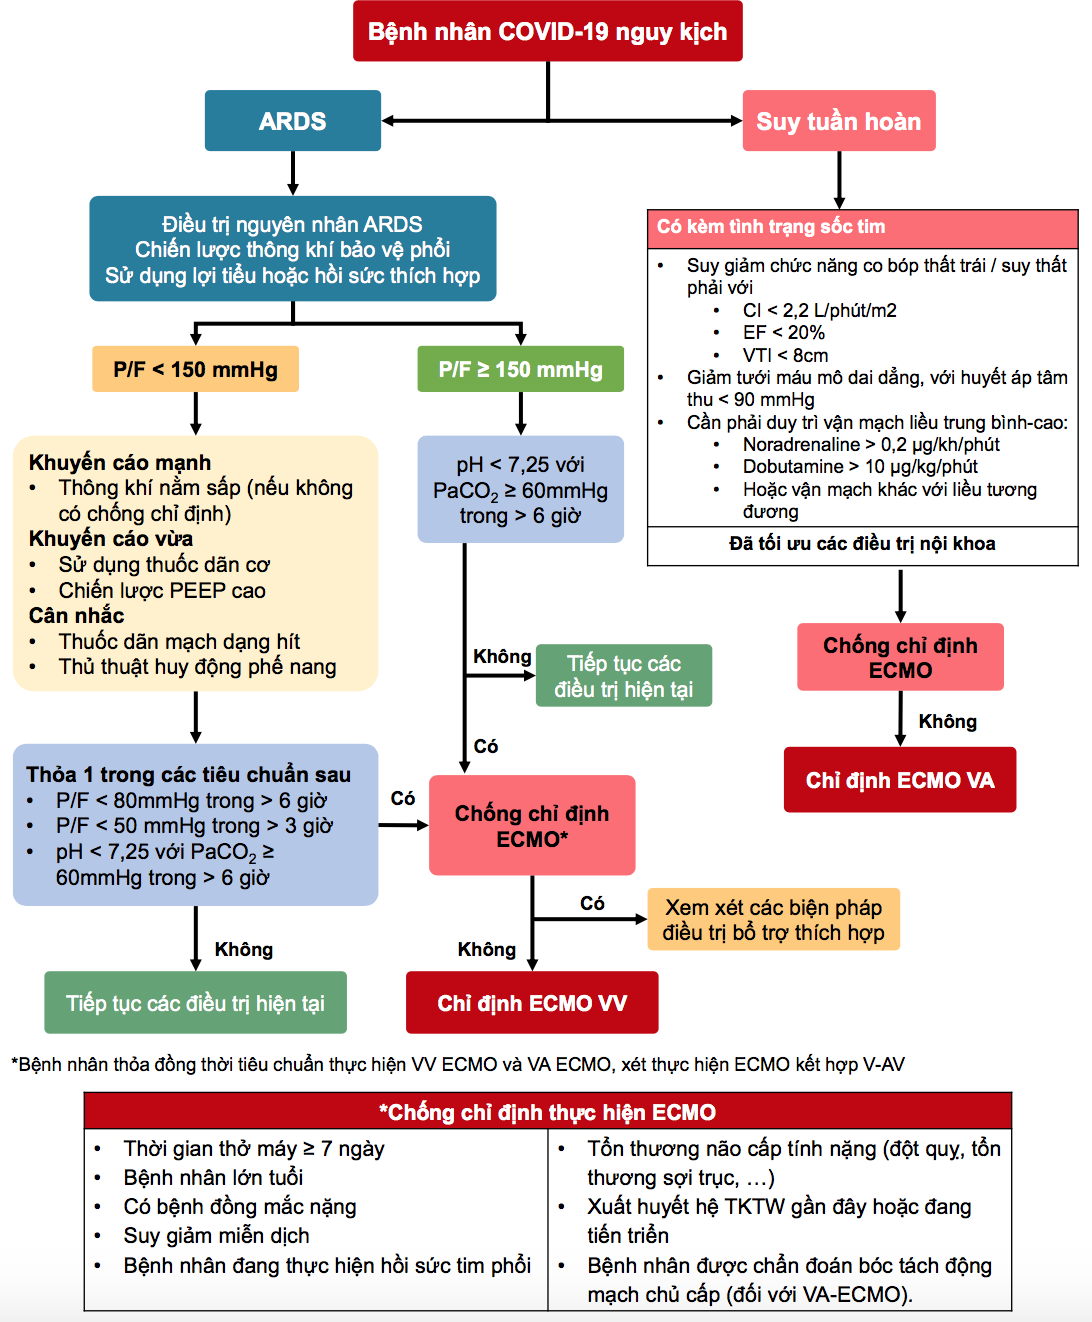 Bệnh nhân COVID-19 nguy kịch
ARDS
Suy tuần hoàn
Điều trị nguyên nhân ARDS
Chiến lược thông khí bảo vệ phổi
Sử dụng lợi tiểu hoặc hồi sức thích hợp
P/F < 150 mmHg
P/F ≥ 150 mmHg
Khuyến cáo mạnh
• Thông khí nằm sấp (nếu không
có chống chỉ định)
Khuyến cáo vừa
• Sử dụng thuốc dãn cơ
• Chiến lược PEEP cao
Cân nhắc
• Thuốc dãn mạch dạng hít
• Thủ thuật huy động phế nang
pH < 7,25 với
PaCO₂ ≥ 60mmHg
trong > 6 giờ
Không
Tiếp tục các
điều trị hiện tại
Có
Thỏa 1 trong các tiêu chuẩn sau
• P/F < 80mmHg trong > 6 giờ
• P/F < 50 mmHg trong > 3 giờ
• pH < 7,25 với PaCO₂ ≥
60mmHg trong > 6 giờ
Có
Chống chỉ định
ECMO*
Có
Xem xét các biện pháp
điều trị bổ trợ thích hợp
Không
Không
Tiếp tục các điều trị hiện tại
Chỉ định ECMO VV
Có kèm tình trạng sốc tim
• Suy giảm chức năng co bóp thất trái / suy thất
phải với
• CI < 2,2 L/phút/m2
• EF < 20%
• VTI < 8cm
• Giảm tưới máu mô dai dẳng, với huyết áp tâm
thu < 90 mmHg
• Cần phải duy trì vận mạch liều trung bình-cao:
• Noradrenaline > 0,2 µg/kh/phút
• Dobutamine > 10 µg/kg/phút
• Hoặc vận mạch khác với liều tương
đương
Đã tối ưu các điều trị nội khoa
Chống chỉ định
ECMO
Không
Chỉ định ECMO VA
*Bệnh nhân thỏa đồng thời tiêu chuẩn thực hiện VV ECMO và VA ECMO, xét thực hiện ECMO kết hợp V-AV
*Chống chỉ định thực hiện ECMO
• Thời gian thở máy ≥ 7 ngày
• Bệnh nhân lớn tuổi
• Có bệnh đồng mắc nặng
• Suy giảm miễn dịch
• Bệnh nhân đang thực hiện hồi sức tim phổi
• Tổn thương não cấp tính nặng (đột quỵ, tổn
thương sợi trục, …)
• Xuất huyết hệ TKTW gần đây hoặc đang
tiến triển
• Bệnh nhân được chẩn đoán bóc tách động
mạch chủ cấp (đối với VA-ECMO).